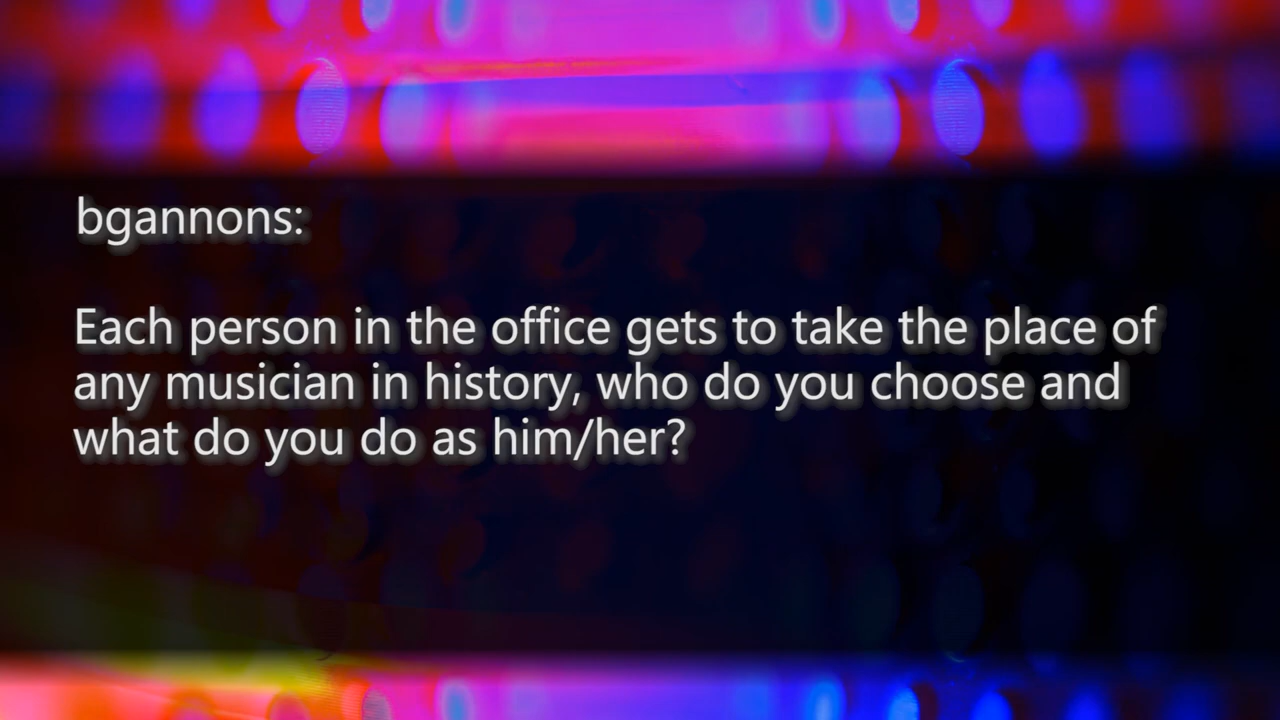 bgannons:
Each person in the office gets to take the place of
any musician in history, who do you choose and
what do you do as him/her?